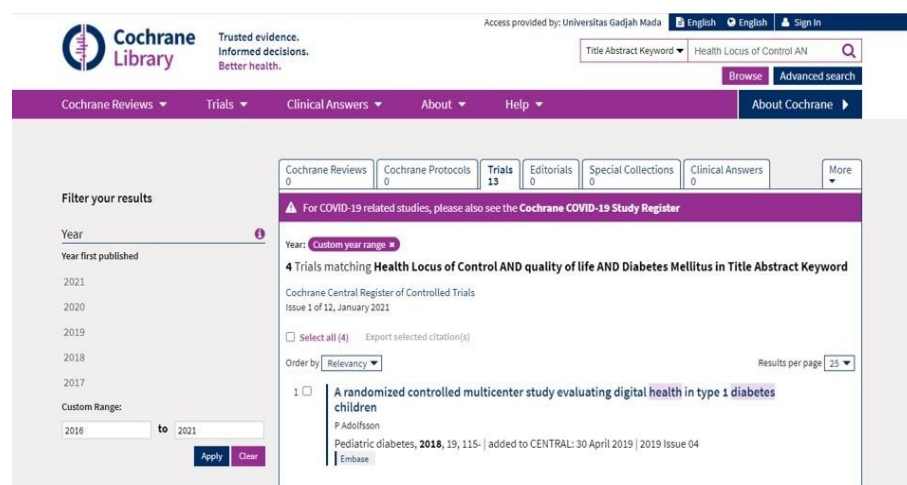 Access provided by: Universitas Gadjah Mada English English Sign In
Cochrane Library
Trusted evidence.
Informed decisions.
Better health.
Title Abstract Keyword Health Locus of Control AN
Browse Advanced search
Cochrane Reviews Trials Clinical Answers About Help About Cochrane
Cochrane Reviews 0 Cochrane Protocols 0 Trials 13 Editorials 0 Special Collections 0 Clinical Answers 0 More
Filter your results
Year
Year first published
2021
2020
2019
2018
2017
Custom Range:
2016 to 2021
Apply Clear
For COVID-19 related studies, please also see the Cochrane COVID-19 Study Register
Year: Custom year range
4 Trials matching Health Locus of Control AND quality of life AND Diabetes Mellitus in Title Abstract Keyword
Cochrane Central Register of Controlled Trials
Issue 1 of 12, January 2021
Select all (4) Export selected citation(s)
Order by Relevancy Results per page 25
1 A randomized controlled multicenter study evaluating digital health in type 1 diabetes
children
P Adolfsson
Pediatric diabetes, 2018, 19, 115- | added to CENTRAL: 30 April 2019 | 2019 Issue 04
Embase